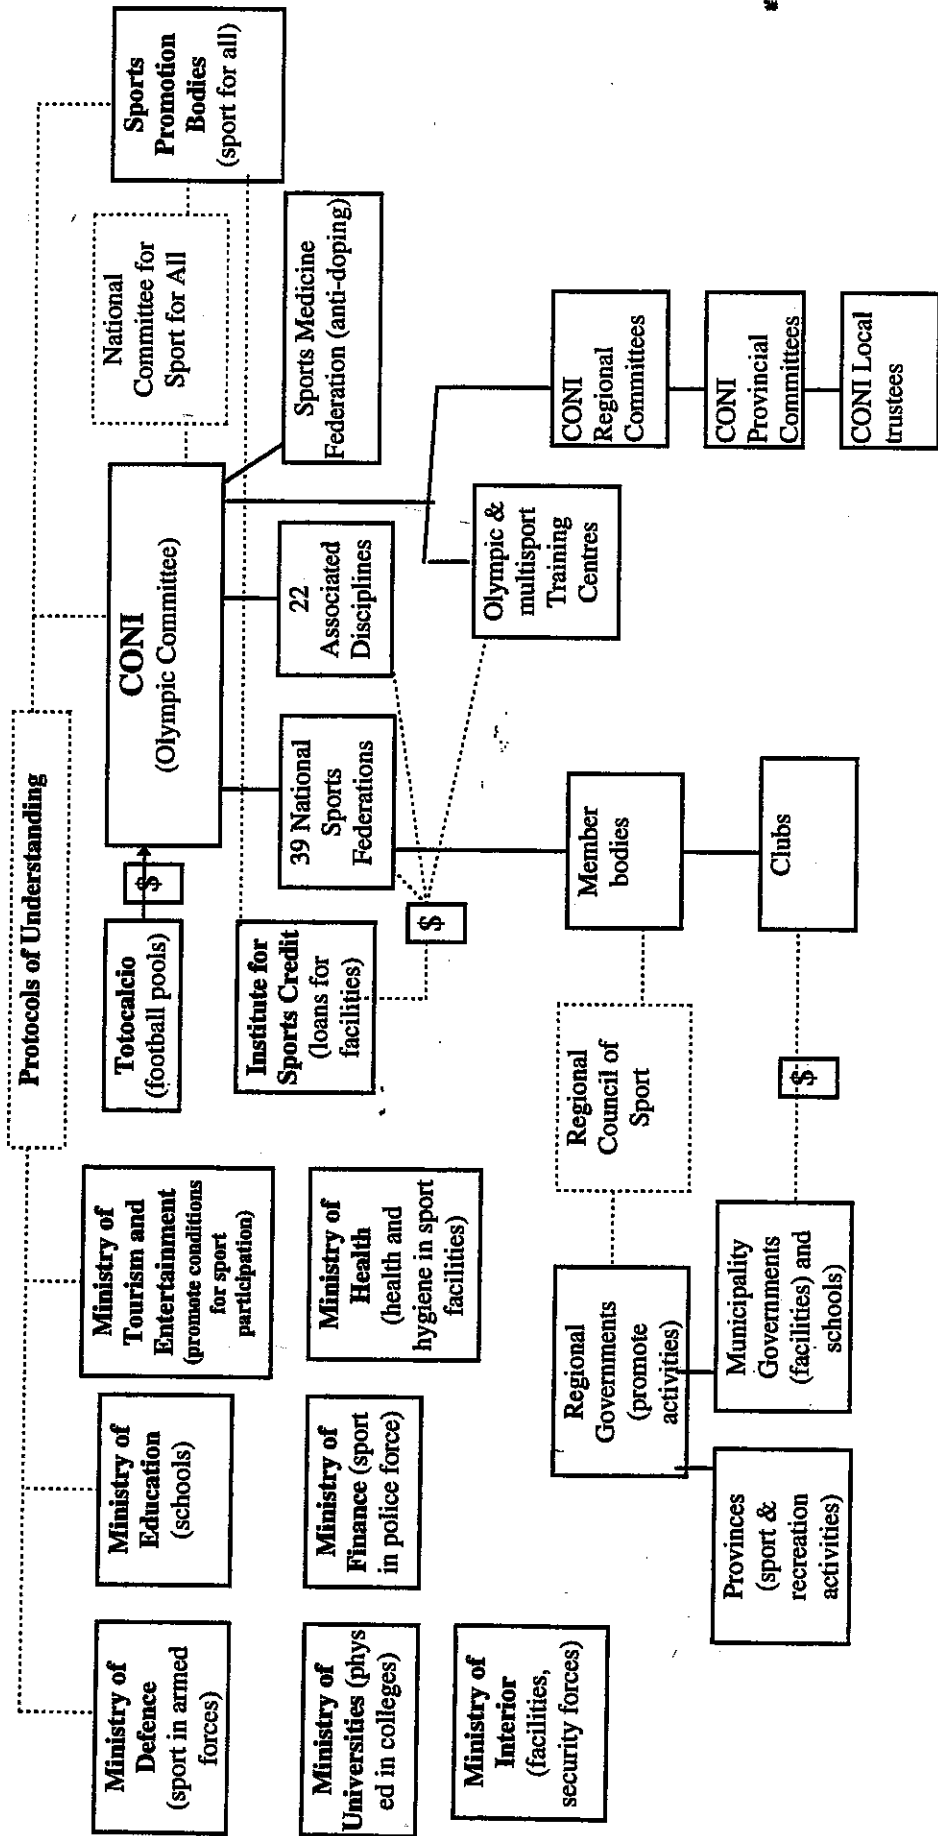 Protocols of Understanding
Ministry of
Defence
(sport in armed
forces)
Ministry of
Education
(schools)
Ministry of
Tourism and
Entertainment
(promote conditions
for sport
participation)
Totocalcio
(football pools)
$
CONI
(Olympic Committee)
National
Committee for
Sport for All
Sports
Promotion
Bodies
(sport for all)
Ministry of
Universities (phys
ed in colleges)
Ministry of
Finance (sport
in police force)
Ministry of
Health
(health and
hygiene in sport
facilities)
Institute for
Sports Credit
(loans for
facilities)
39 National
Sports
Federations
22
Associated
Disciplines
Sports Medicine
Federation (anti-doping)
$
Ministry of
Interior
(facilities,
security forces)
Olympic &
multisport
Training
Centres
Regional
Governments
(promote
activities)
Regional
Council of
Sport
Member
bodies
CONI
Regional
Committees
Provinces
(sport &
recreation
activities)
Municipality
Governments
(facilities) and
schools)
$
Clubs
CONI
Provincial
Committees
CONI Local
trustees